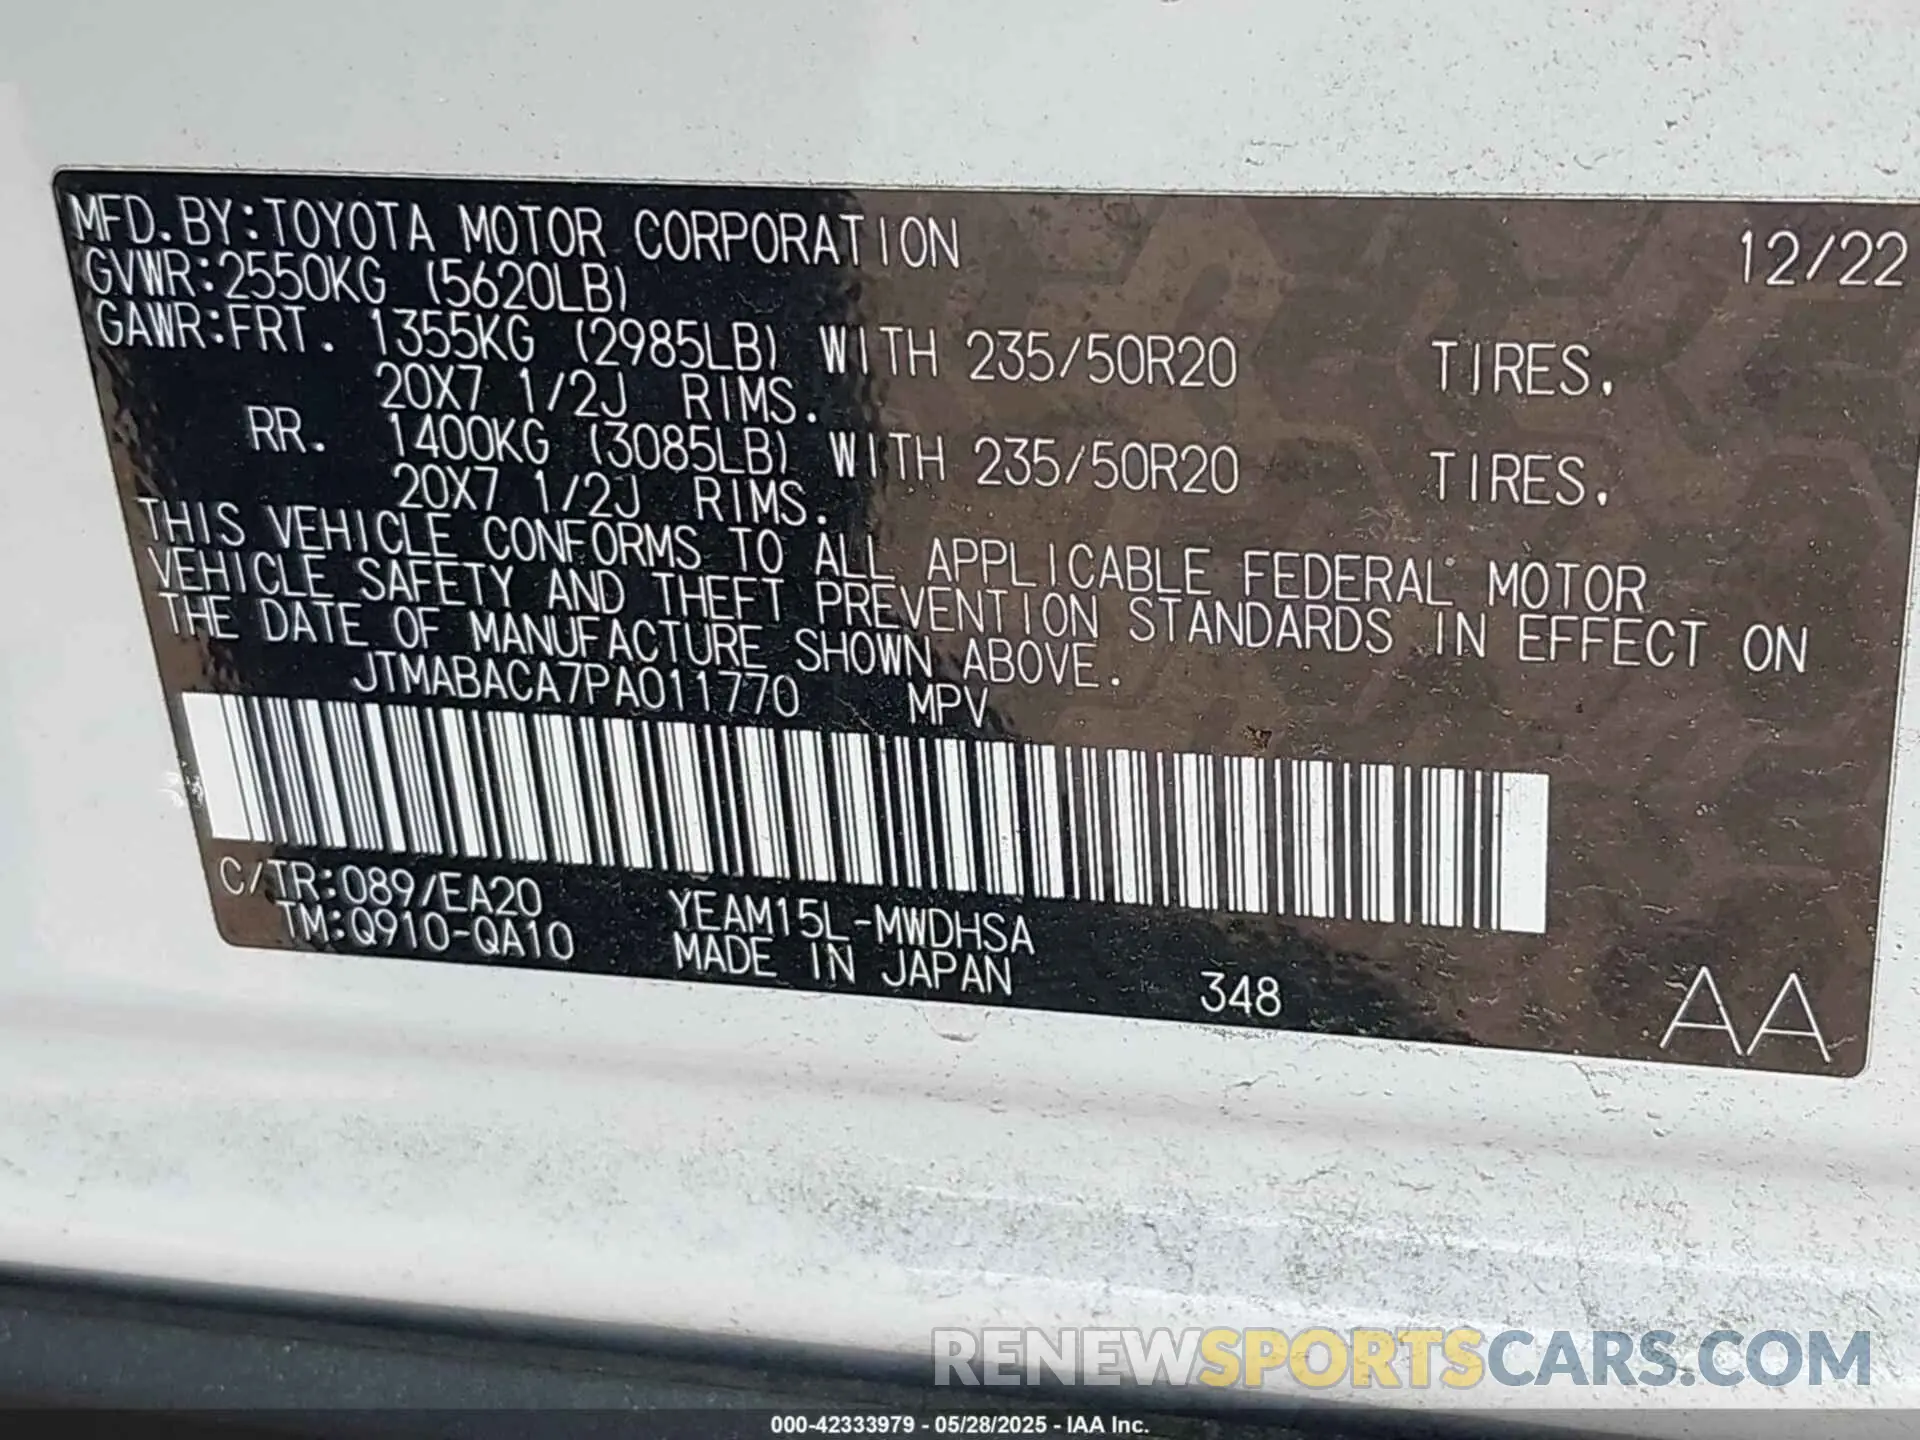 MFD.BY:TOYOTA MOTOR CORPORATION 12/22
GVWR:2550KG (5620LB)
GAWR:FRT. 1355KG (2985LB) WITH 235/50R20 TIRES,
20X7 1/2J RIMS.
RR. 1400KG (3085LB) WITH 235/50R20 TIRES,
20X7 1/2J RIMS.
THIS VEHICLE CONFORMS TO ALL APPLICABLE FEDERAL MOTOR
VEHICLE SAFETY AND THEFT PREVENTION STANDARDS IN EFFECT ON
THE DATE OF MANUFACTURE SHOWN ABOVE.
JTMABACA7PA011770 MPV
C/TR:089/EA20 YEAM15L-MWDHSA
TM:Q910-QA10 MADE IN JAPAN 348 AA
RENEWSPORTSCARS.COM
000-42333979 - 05/28/2025 - IAA Inc.